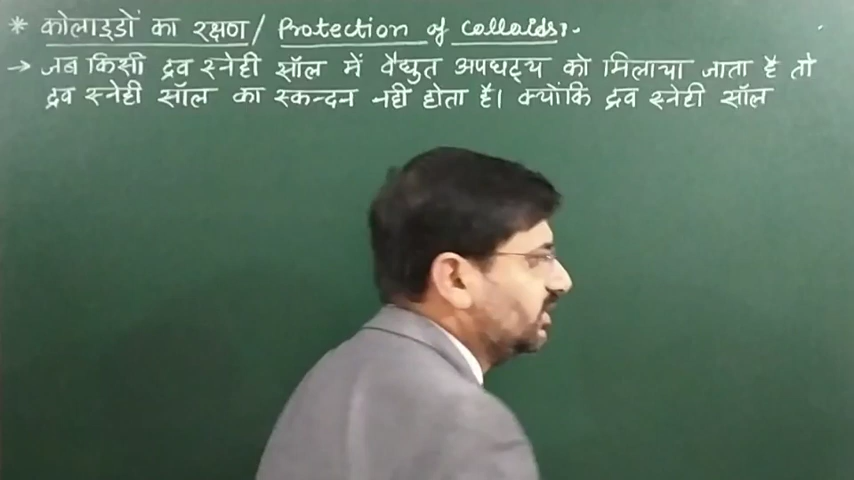 * कोलाइडों का रक्षण / Protection of colloids:-
→ जब किसी द्रव स्नेही सॉल में वैद्युत अपघट्य को मिलाया जाता है तो
द्रव स्नेही सॉल का स्कन्दन नहीं होता है। क्योंकि द्रव स्नेही सॉल